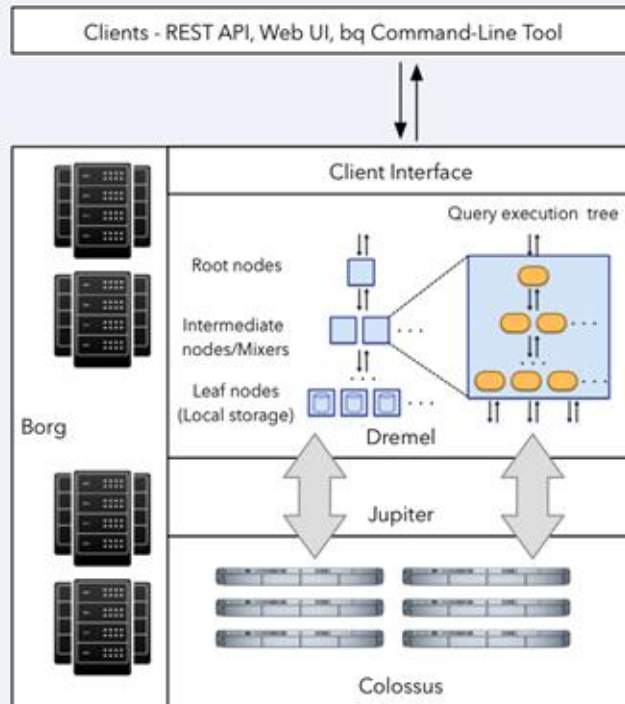 Clients - REST API, Web UI, bq Command-Line Tool
Client Interface
Query execution tree
Root nodes
Intermediate
nodes/Mixers
Leaf nodes
(Local storage)
Borg
Dremel
Jupiter
Colossus